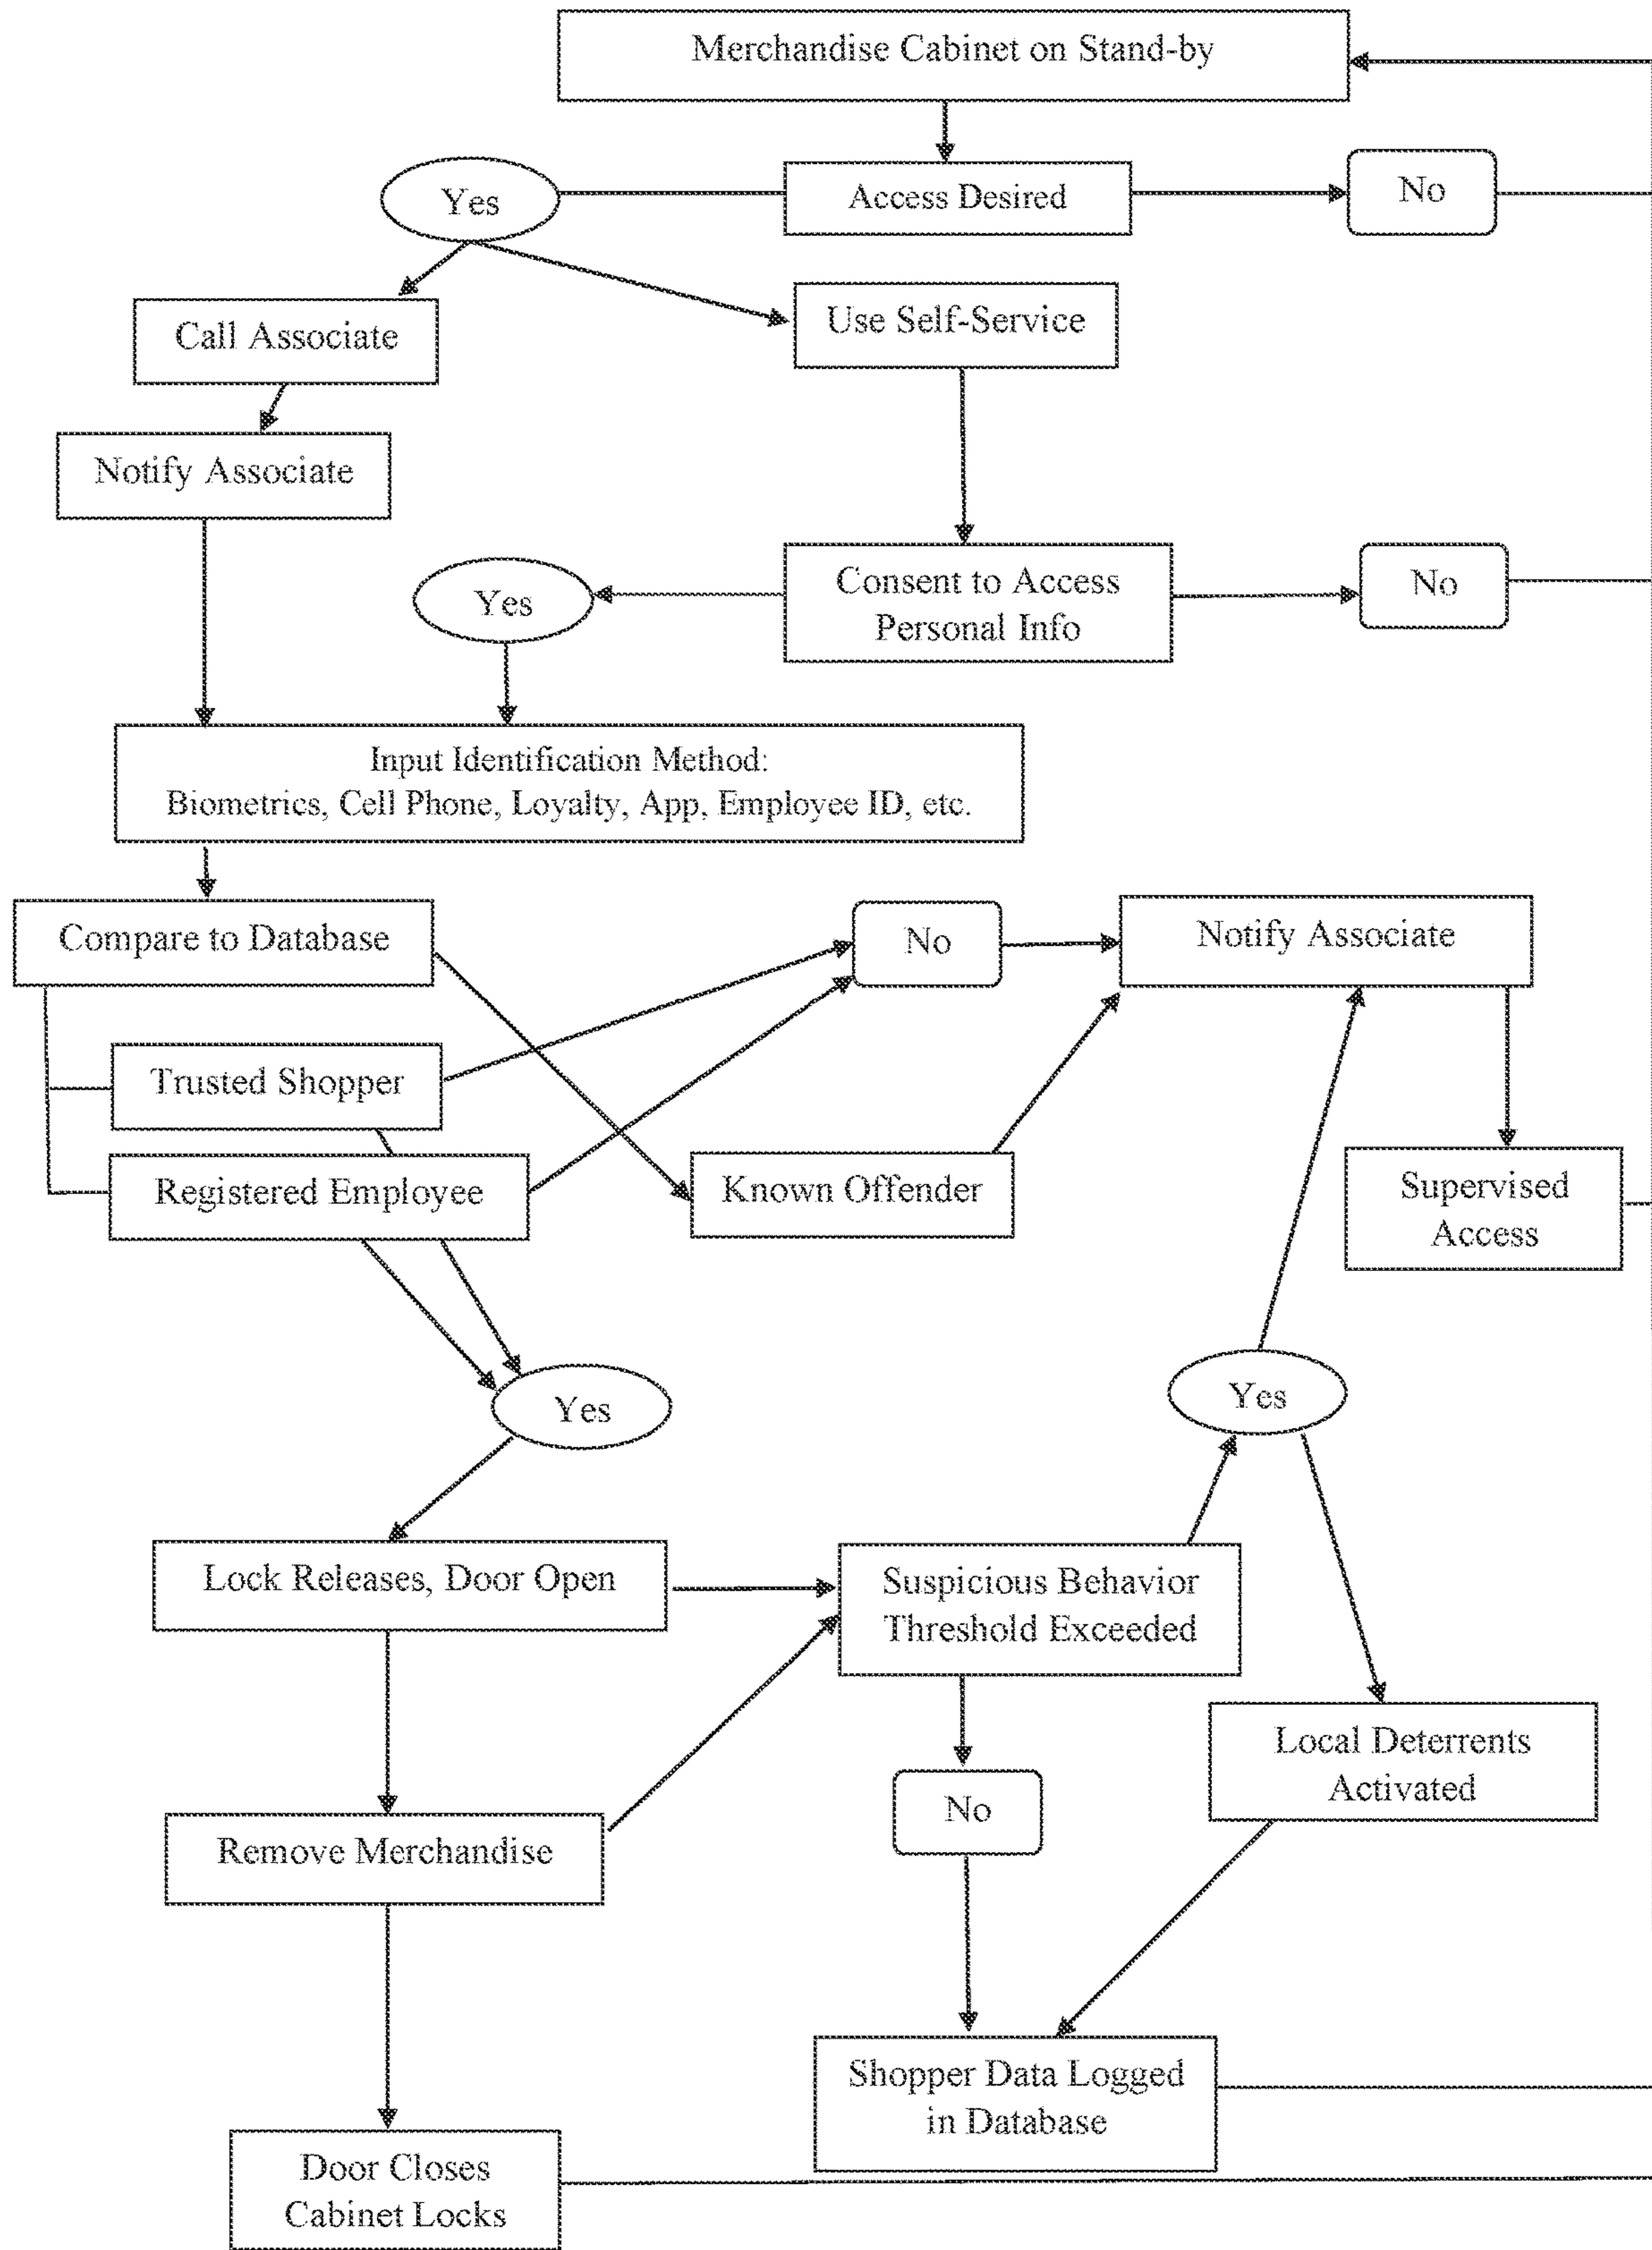 Merchandise Cabinet on Stand-by
Yes
Access Desired
No
Call Associate
Use Self-Service
Notify Associate
Yes
Consent to Access
Personal Info
No
Input Identification Method:
Biometrics, Cell Phone, Loyalty, App, Employee ID, etc.
Compare to Database
No
Notify Associate
Trusted Shopper
Registered Employee
Known Offender
Supervised
Access
Yes
Yes
Lock Releases, Door Open
Suspicious Behavior
Threshold Exceeded
Local Deterrents
Activated
No
Remove Merchandise
Shopper Data Logged
in Database
Door Closes
Cabinet Locks